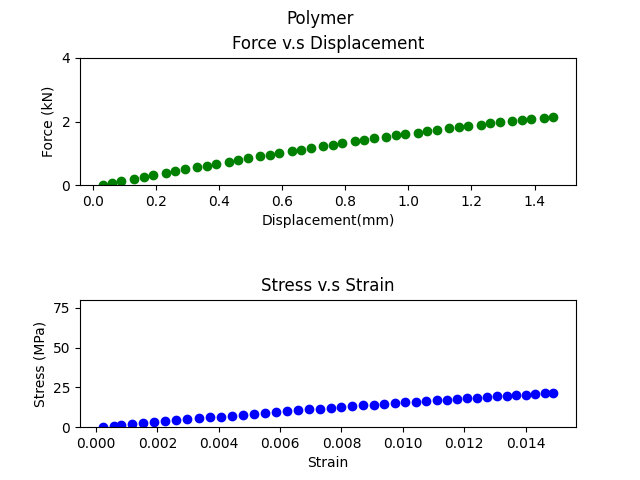 Polymer
Force v.s Displacement
4
2
0
Force (kN)
0.0 0.2 0.4 0.6 0.8 1.0 1.2 1.4
Displacement(mm)
Stress v.s Strain
75
50
25
0
Stress (MPa)
0.000 0.002 0.004 0.006 0.008 0.010 0.012 0.014
Strain